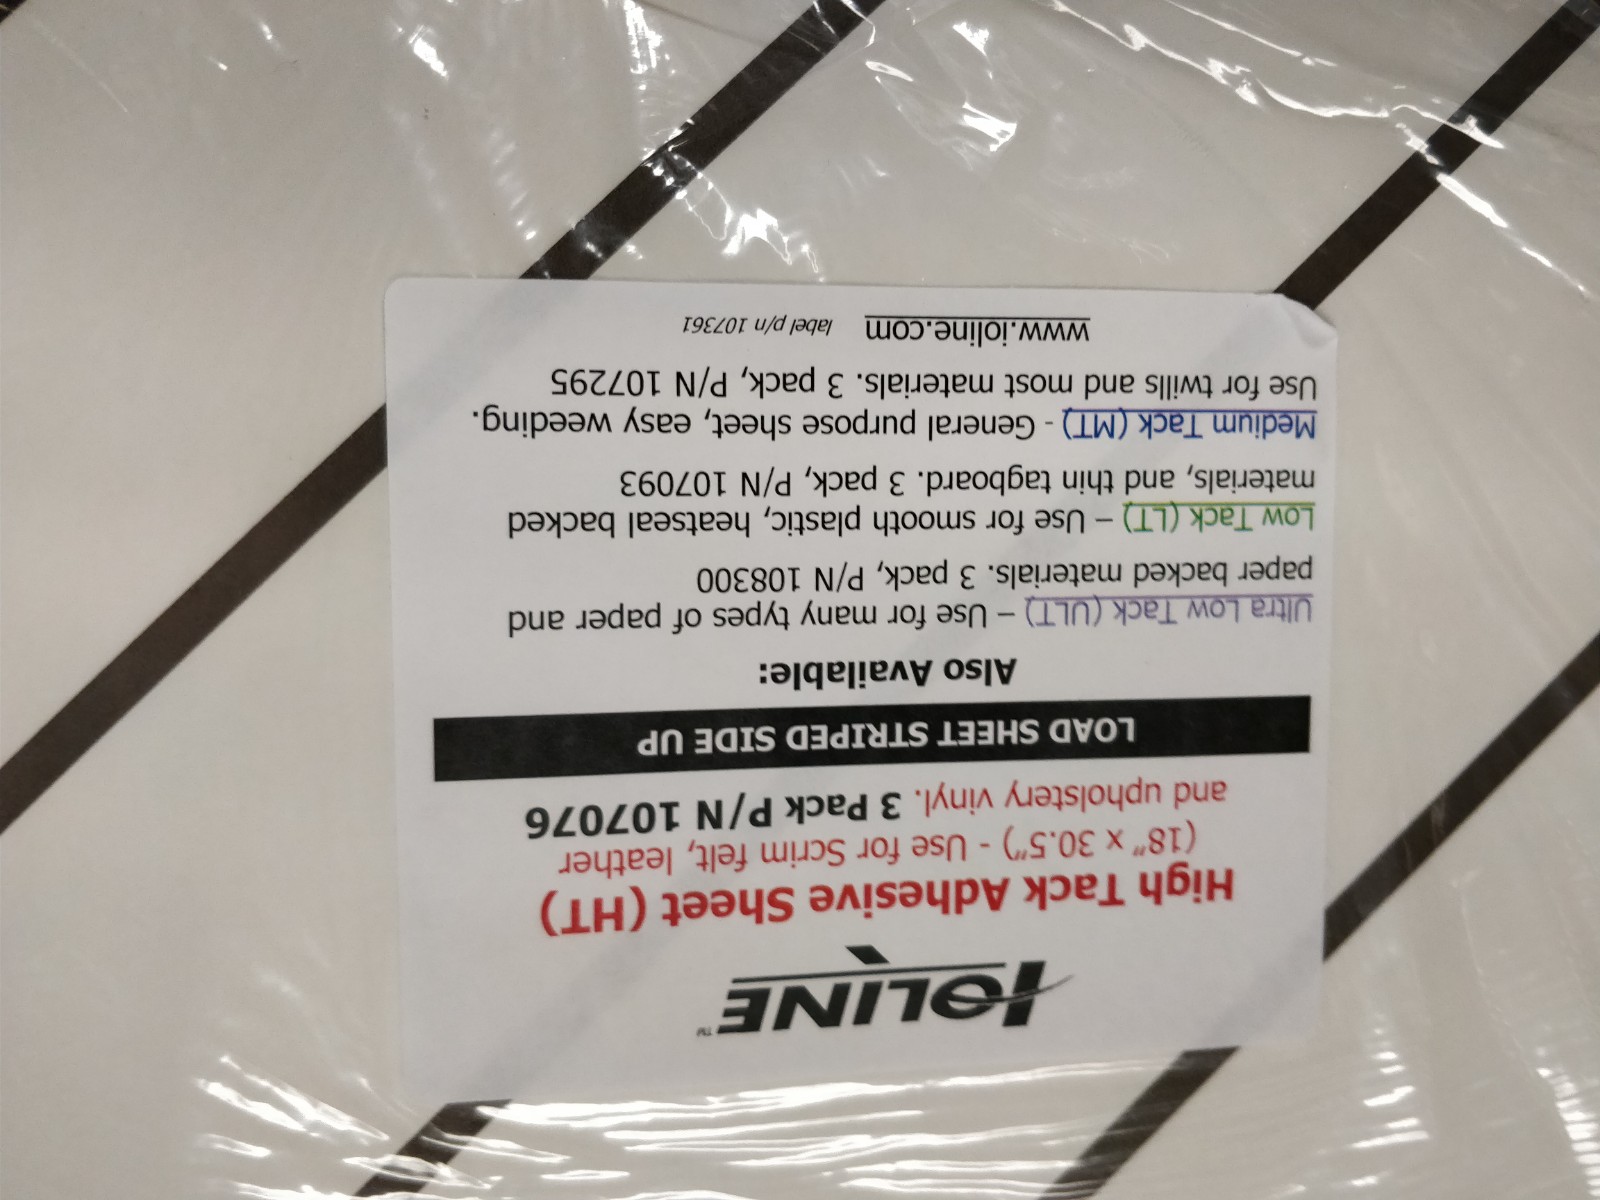 IOLINE™
High Tack Adhesive Sheet (HT)
(18" x 30.5") - Use for Scrim felt, leather
and upholstery vinyl. 3 Pack P/N 107076
LOAD SHEET STRIPED SIDE UP
Also Available:
Ultra Low Tack (ULT) – Use for many types of paper and
paper backed materials. 3 pack, P/N 108300
Low Tack (LT) – Use for smooth plastic, heatseal backed
materials, and thin tagboard. 3 pack, P/N 107093
Medium Tack (MT) - General purpose sheet, easy weeding.
Use for twills and most materials. 3 pack, P/N 107295
www.ioline.com label p/n 107361